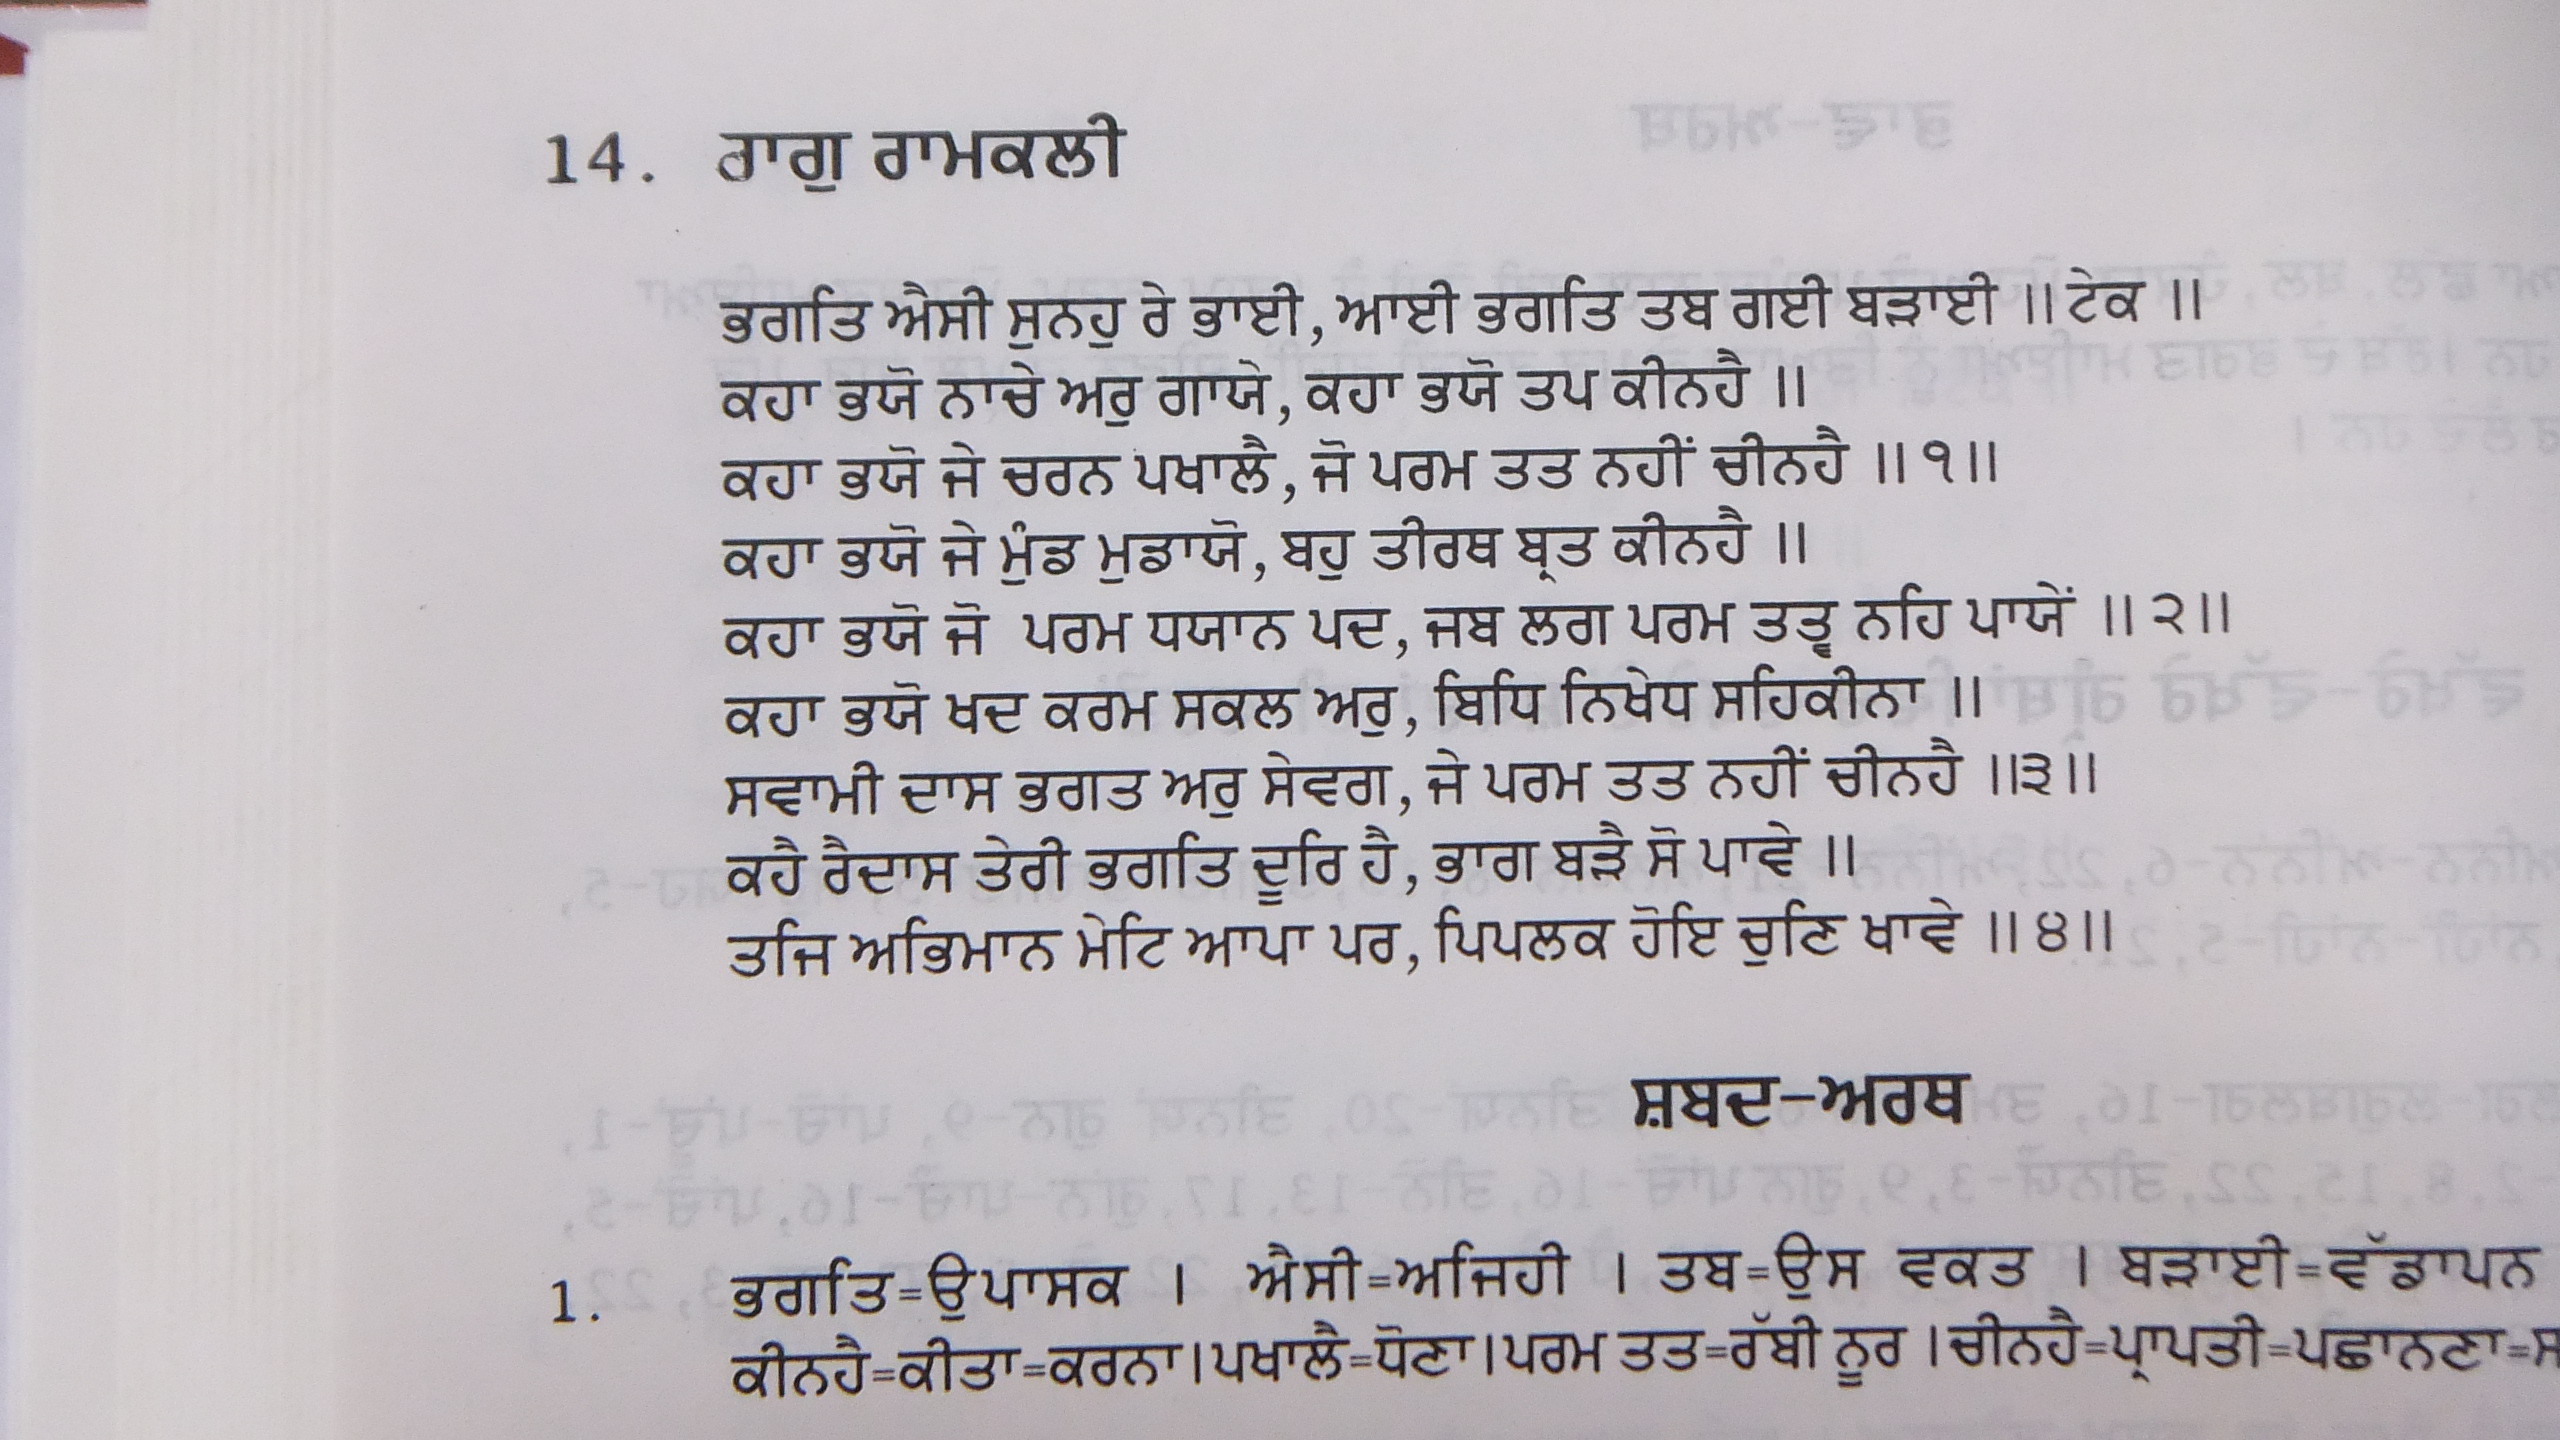 14. ਰਾਗੁ ਰਾਮਕਲੀ
ਭਗਤਿ ਐਸੀ ਸੁਨਹੁ ਰੇ ਭਾਈ, ਆਈ ਭਗਤਿ ਤਬ ਗਈ ਬੜਾਈ ॥ ਟੇਕ ॥
ਕਹਾ ਭਯੋ ਨਾਚੇ ਅਰੁ ਗਾਯੇ, ਕਹਾ ਭਯੋ ਤਪ ਕੀਨਹੈ ॥
ਕਹਾ ਭਯੋ ਜੇ ਚਰਨ ਪਖਾਲੈ, ਜੋ ਪਰਮ ਤਤ ਨਹੀਂ ਚੀਨਹੈ ॥੧॥
ਕਹਾ ਭਯੋ ਜੇ ਮੁੰਡ ਮੁਡਾਯੋ, ਬਹੁ ਤੀਰਥ ਬ੍ਰਤ ਕੀਨਹੈ ॥
ਕਹਾ ਭਯੋ ਜੋ ਪਰਮ ਧਯਾਨ ਪਦ, ਜਬ ਲਗ ਪਰਮ ਤਤ੍ਵ ਨਹਿ ਪਾਯੇਂ ॥੨॥
ਕਹਾ ਭਯੋ ਖਦ ਕਰਮ ਸਕਲ ਅਰੁ, ਬਿਧਿ ਨਿਖੇਧ ਸਹਿਕੀਨਾ ॥
ਸਵਾਮੀ ਦਾਸ ਭਗਤ ਅਰੁ ਸੇਵਗ, ਜੇ ਪਰਮ ਤਤ ਨਹੀਂ ਚੀਨਹੈ ॥੩॥
ਕਹੈ ਰੈਦਾਸ ਤੇਰੀ ਭਗਤਿ ਦੂਰਿ ਹੈ, ਭਾਗ ਬੜੈ ਸੋ ਪਾਵੇ ॥
ਤਜਿ ਅਭਿਮਾਨ ਮੇਟਿ ਆਪਾ ਪਰ, ਪਿਪਲਕ ਹੋਇ ਚੁਣਿ ਖਾਵੇ ॥੪॥
ਸ਼ਬਦ-ਅਰਥ
1. ਭਗਤਿ=ਉਪਾਸਕ । ਐਸੀ=ਅਜਿਹੀ । ਤਬ=ਉਸ ਵਕਤ । ਬੜਾਈ=ਵੱਡਾਪਨ
ਕੀਨਹੈ=ਕੀਤਾ=ਕਰਨਾ।ਪਖਾਲੈ=ਧੋਣਾ।ਪਰਮ ਤਤ=ਰੱਬੀ ਨੂਰ ।ਚੀਨਹੈ=ਪ੍ਰਾਪਤੀ=ਪਛਾਨਣਾ=